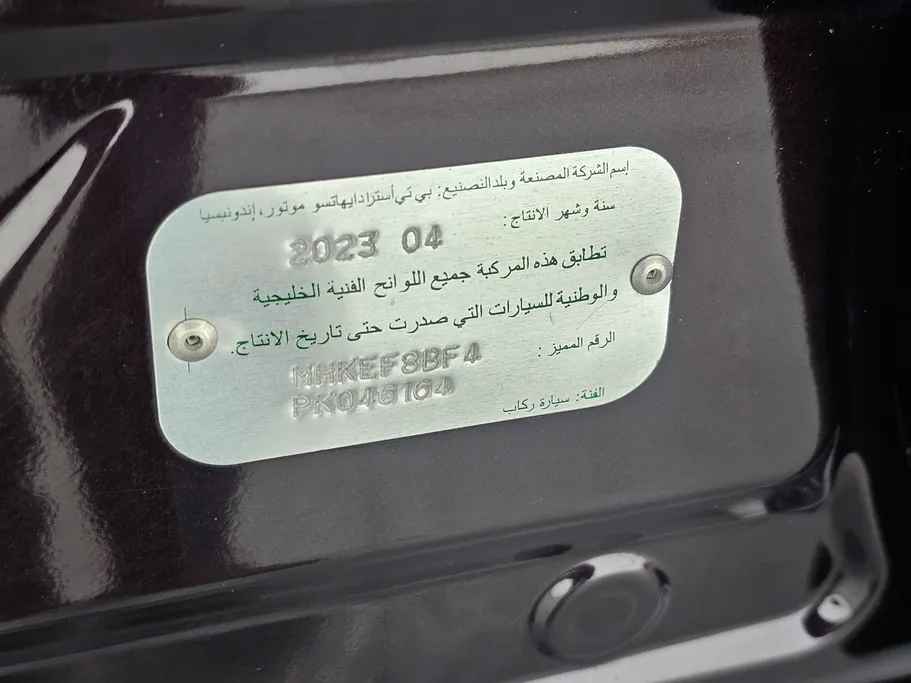 إسم الشركة المصنعة وبلد التصنيع: بي تي أسترا دايهاتسو موتور، إندونيسيا
سنة وشهر الانتاج:
2023 04
تطابق هذه المركبة جميع اللوائح الفنية الخليجية
والوطنية للسيارات التي صدرت حتى تاريخ الانتاج.
الرقم المميز :
MHKEF8BF4
PK046164
الفئة: سيارة ركاب